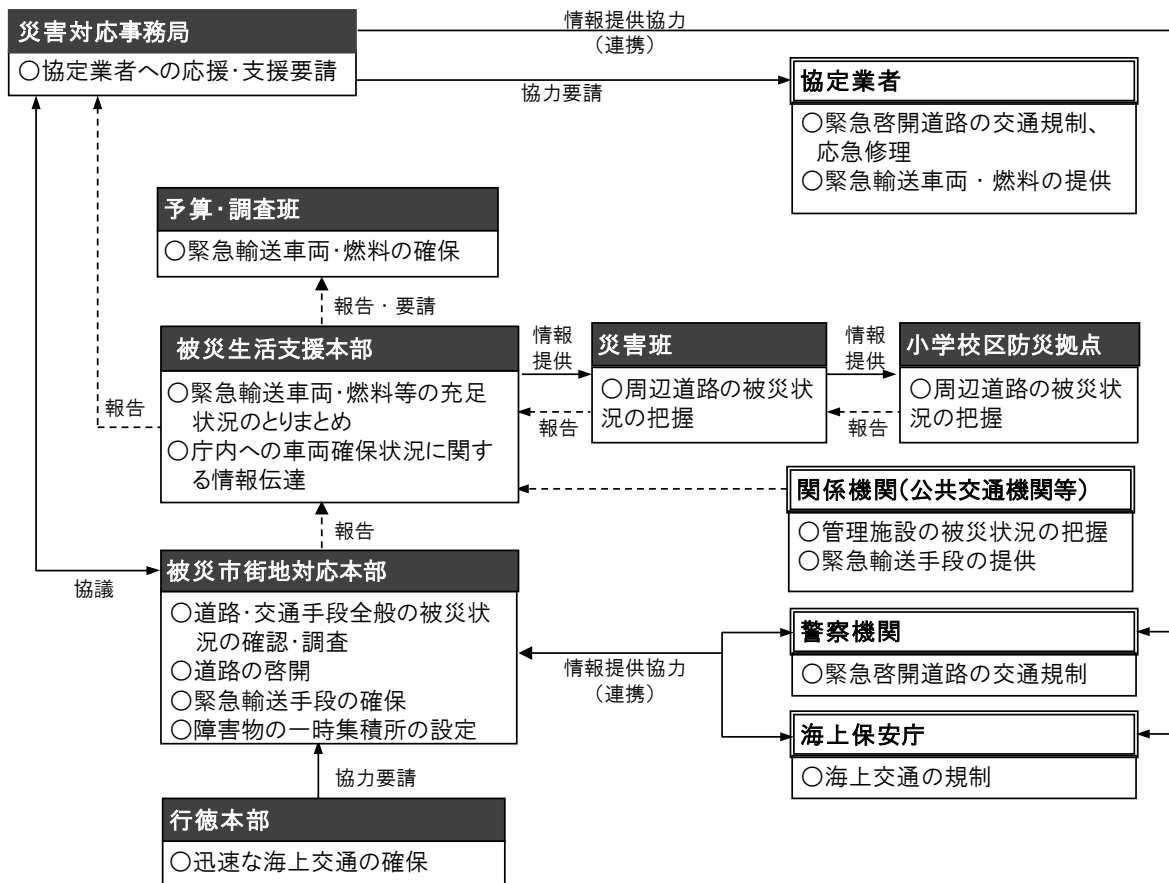 災害対応事務局
○協定業者への応援・支援要請
情報提供協力
（連携）
協力要請
協定業者
○緊急啓開道路の交通規制、
応急修理
○緊急輸送車両・燃料の提供
予算・調査班
○緊急輸送車両・燃料の確保
報告・要請
被災生活支援本部
○緊急輸送車両・燃料等の充足
状況のとりまとめ
○庁内への車両確保状況に関す
る情報伝達
報告
情報
提供
報告
災害班
○周辺道路の被災状
況の把握
情報
提供
報告
小学校区防災拠点
○周辺道路の被災状
況の把握
関係機関（公共交通機関等）
○管理施設の被災状況の把握
○緊急輸送手段の提供
報告
協議
被災市街地対応本部
○道路・交通手段全般の被災状
況の確認・調査
○道路の啓開
○緊急輸送手段の確保
○障害物の一時集積所の設定
情報提供協力
（連携）
警察機関
○緊急啓開道路の交通規制
海上保安庁
○海上交通の規制
協力要請
行徳本部
○迅速な海上交通の確保